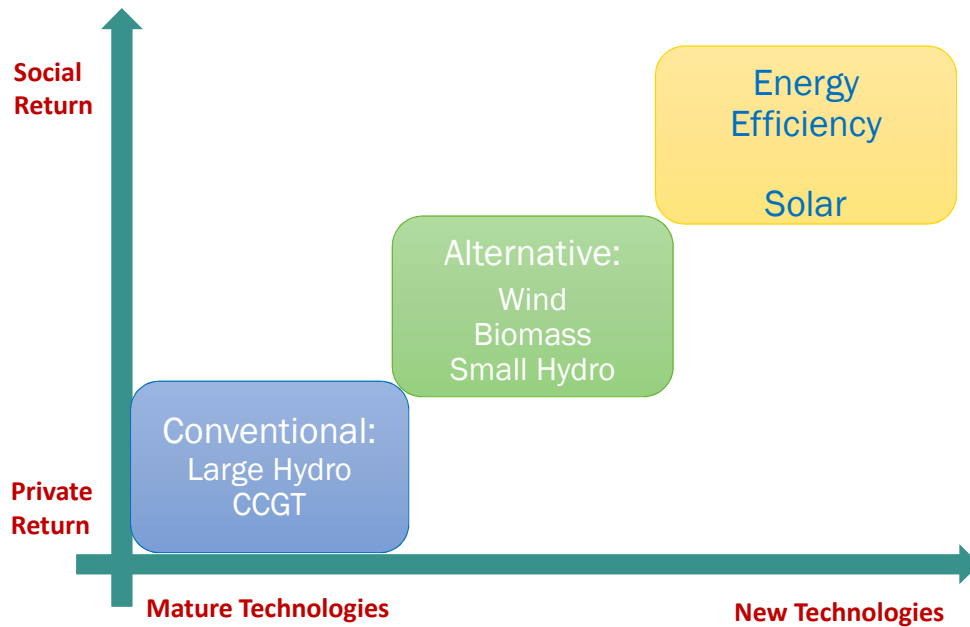 Social
Return
Energy
Efficiency
Solar
Alternative:
Wind
Biomass
Small Hydro
Conventional:
Large Hydro
CCGT
Private
Return
Mature Technologies
New Technologies